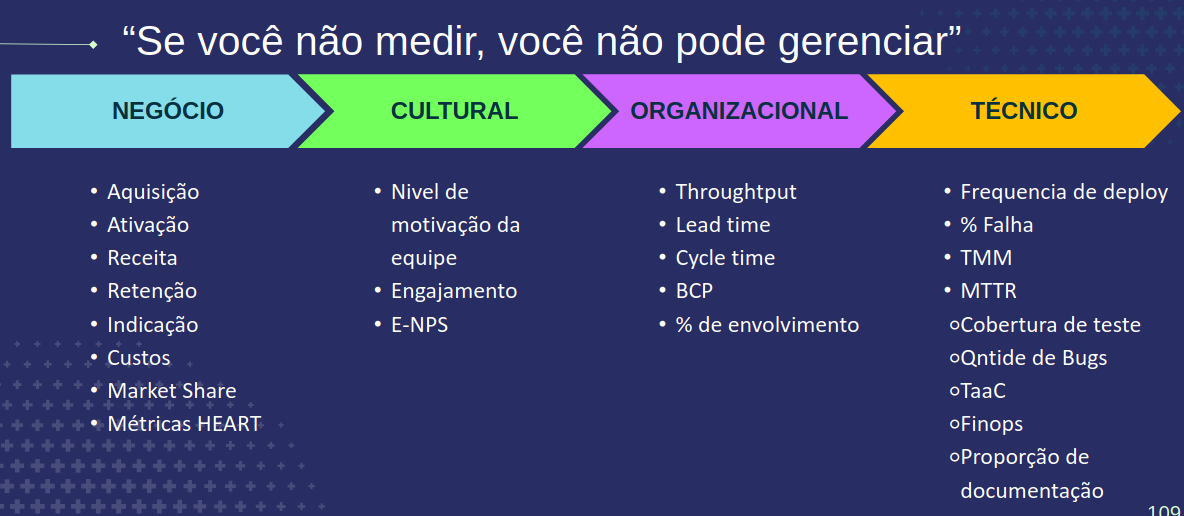 “Se você não medir, você não pode gerenciar”
NEGÓCIO
CULTURAL
ORGANIZACIONAL
TÉCNICO
• Aquisição
• Ativação
• Receita
• Retenção
• Indicação
• Custos
• Market Share
• Métricas HEART
• Nivel de
motivação da
equipe
• Engajamento
• E-NPS
• Throughtput
• Lead time
• Cycle time
• BCP
• % de envolvimento
• Frequencia de deploy
• % Falha
• TMM
• MTTR
○Cobertura de teste
○Qntide de Bugs
○TaaC
○Finops
○Proporção de
documentação
109